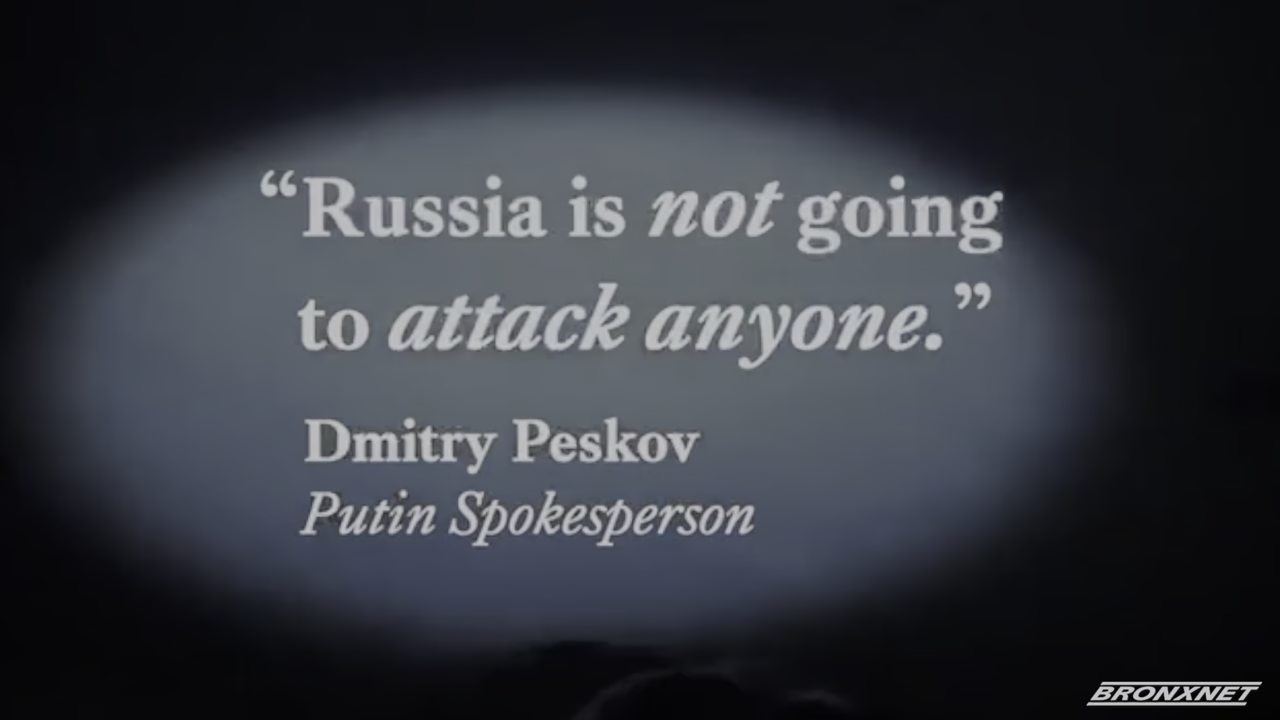 “Russia is not going
to attack anyone.”
Dmitry Peskov
Putin Spokesperson
BRONXNET